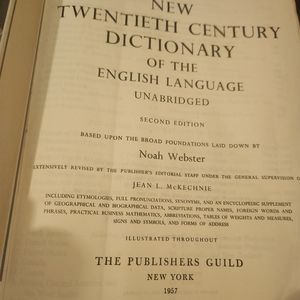 NEW
TWENTIETH CENTURY
DICTIONARY
OF THE
ENGLISH LANGUAGE
UNABRIDGED
SECOND EDITION
BASED UPON THE BROAD FOUNDATIONS LAID DOWN BY
Noah Webster
EXTENSIVELY REVISED BY THE PUBLISHER'S EDITORIAL STAFF UNDER THE GENERAL SUPERVISION O
JEAN L. McKECHNIE
INCLUDING ETYMOLOGIES, FULL PRONUNCIATIONS, SYNONYMS, AND AN ENCYCLOPEDIC SUPPLEMENT
OF GEOGRAPHICAL AND BIOGRAPHICAL DATA, SCRIPTURE PROPER NAMES, FOREIGN WORDS AND
PHRASES, PRACTICAL BUSINESS MATHEMATICS, ABBREVIATIONS, TABLES OF WEIGHTS AND MEASURES,
SIGNS AND SYMBOLS, AND FORMS OF ADDRESS
ILLUSTRATED THROUGHOUT
THE PUBLISHERS GUILD
NEW YORK
1957